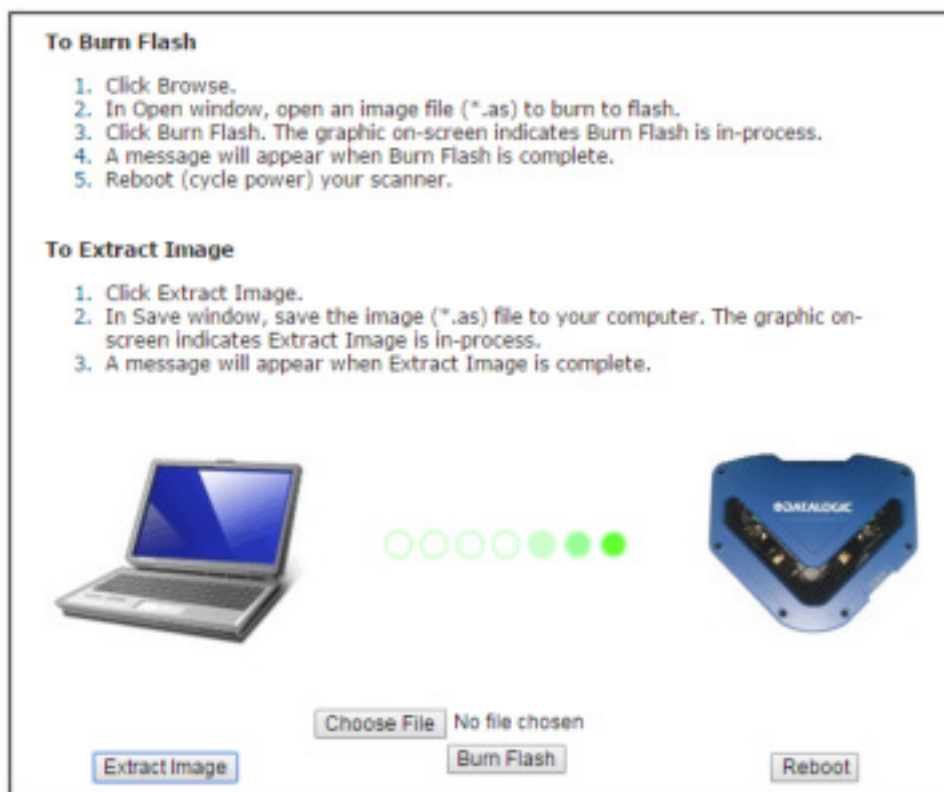 To Burn Flash
1. Click Browse.
2. In Open window, open an image file (*.as) to burn to flash.
3. Click Burn Flash. The graphic on-screen indicates Burn Flash is in-process.
4. A message will appear when Burn Flash is complete.
5. Reboot (cycle power) your scanner.
To Extract Image
1. Click Extract Image.
2. In Save window, save the image (*.as) file to your computer. The graphic on-
screen indicates Extract Image is in-process.
3. A message will appear when Extract Image is complete.
DATALOGIC
Choose File No file chosen
Burn Flash
Extract Image
Reboot